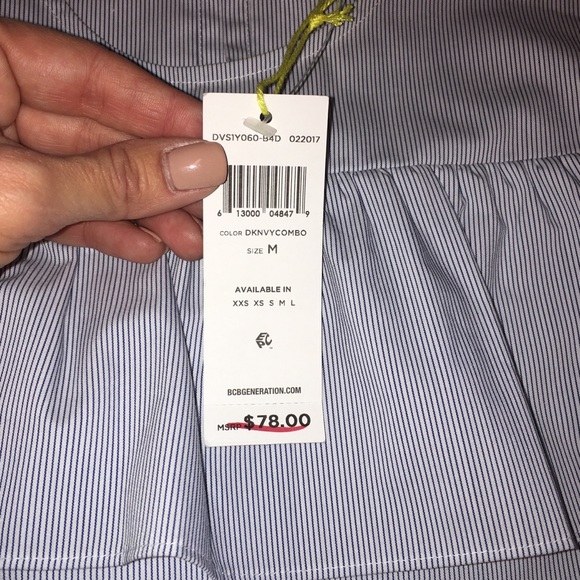 DVS1Y060-B4D 022017
6 13000 04847 9
COLOR DKNVYCOMBO
SIZE M
AVAILABLE IN
XXS XS S M L
BCBGENERATION.COM
MSRP $78.00